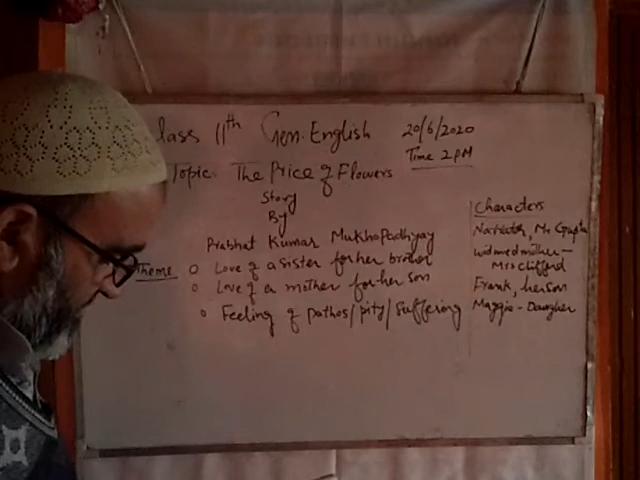 lass 11th Gen. English 20/6/2020
Time 2 PM
Topic. The Price of Flowers
Story
By
Prabhat Kumar Mukhopadhyay
Theme o Love of a sister for her brother
o Love of a mother for her son
o Feeling of pathos/pity/suffering
Characters
Narrator, Mr Gupta
widowed mother -
Mrs Clifford
Frank, her son
Maggie - Daughter